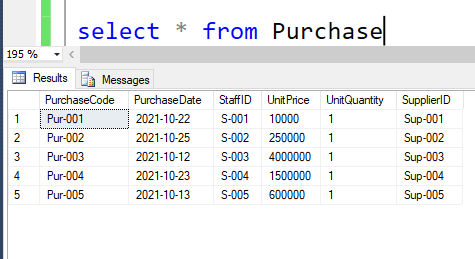 select * from Purchase
195 %
Results Messages
PurchaseCode PurchaseDate StaffID UnitPrice UnitQuantity SupplierID
1 Pur-001 2021-10-22 S-001 10000 1 Sup-001
2 Pur-002 2021-10-25 S-002 250000 1 Sup-002
3 Pur-003 2021-10-12 S-003 4000000 1 Sup-003
4 Pur-004 2021-10-23 S-004 1500000 1 Sup-004
5 Pur-005 2021-10-13 S-005 600000 1 Sup-005